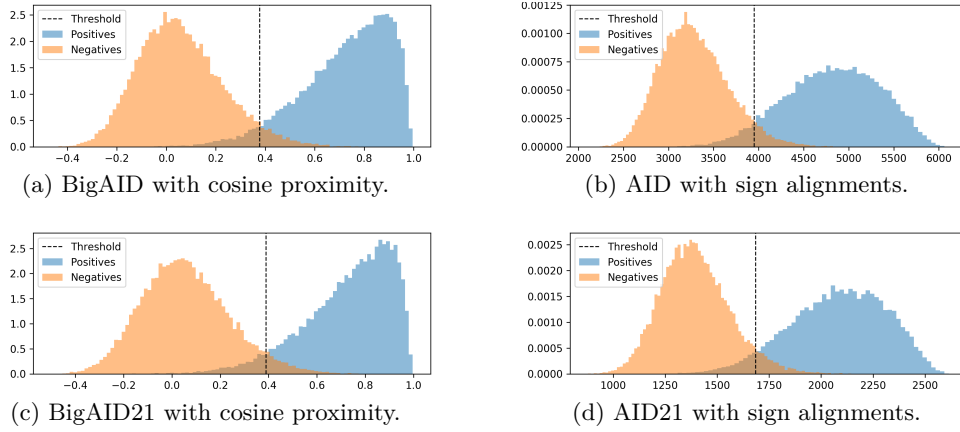 2.5
2.0
1.5
1.0
0.5
0.0
Threshold
Positives
Negatives
−0.4 −0.2 0.0 0.2 0.4 0.6 0.8 1.0
(a) BigAID with cosine proximity.
0.00125
0.00100
0.00075
0.00050
0.00025
0.00000
Threshold
Positives
Negatives
2000 2500 3000 3500 4000 4500 5000 5500 6000
(b) AID with sign alignments.
2.5
2.0
1.5
1.0
0.5
0.0
Threshold
Positives
Negatives
−0.4 −0.2 0.0 0.2 0.4 0.6 0.8 1.0
(c) BigAID21 with cosine proximity.
0.0025
0.0020
0.0015
0.0010
0.0005
0.0000
Threshold
Positives
Negatives
1000 1250 1500 1750 2000 2250 2500
(d) AID21 with sign alignments.